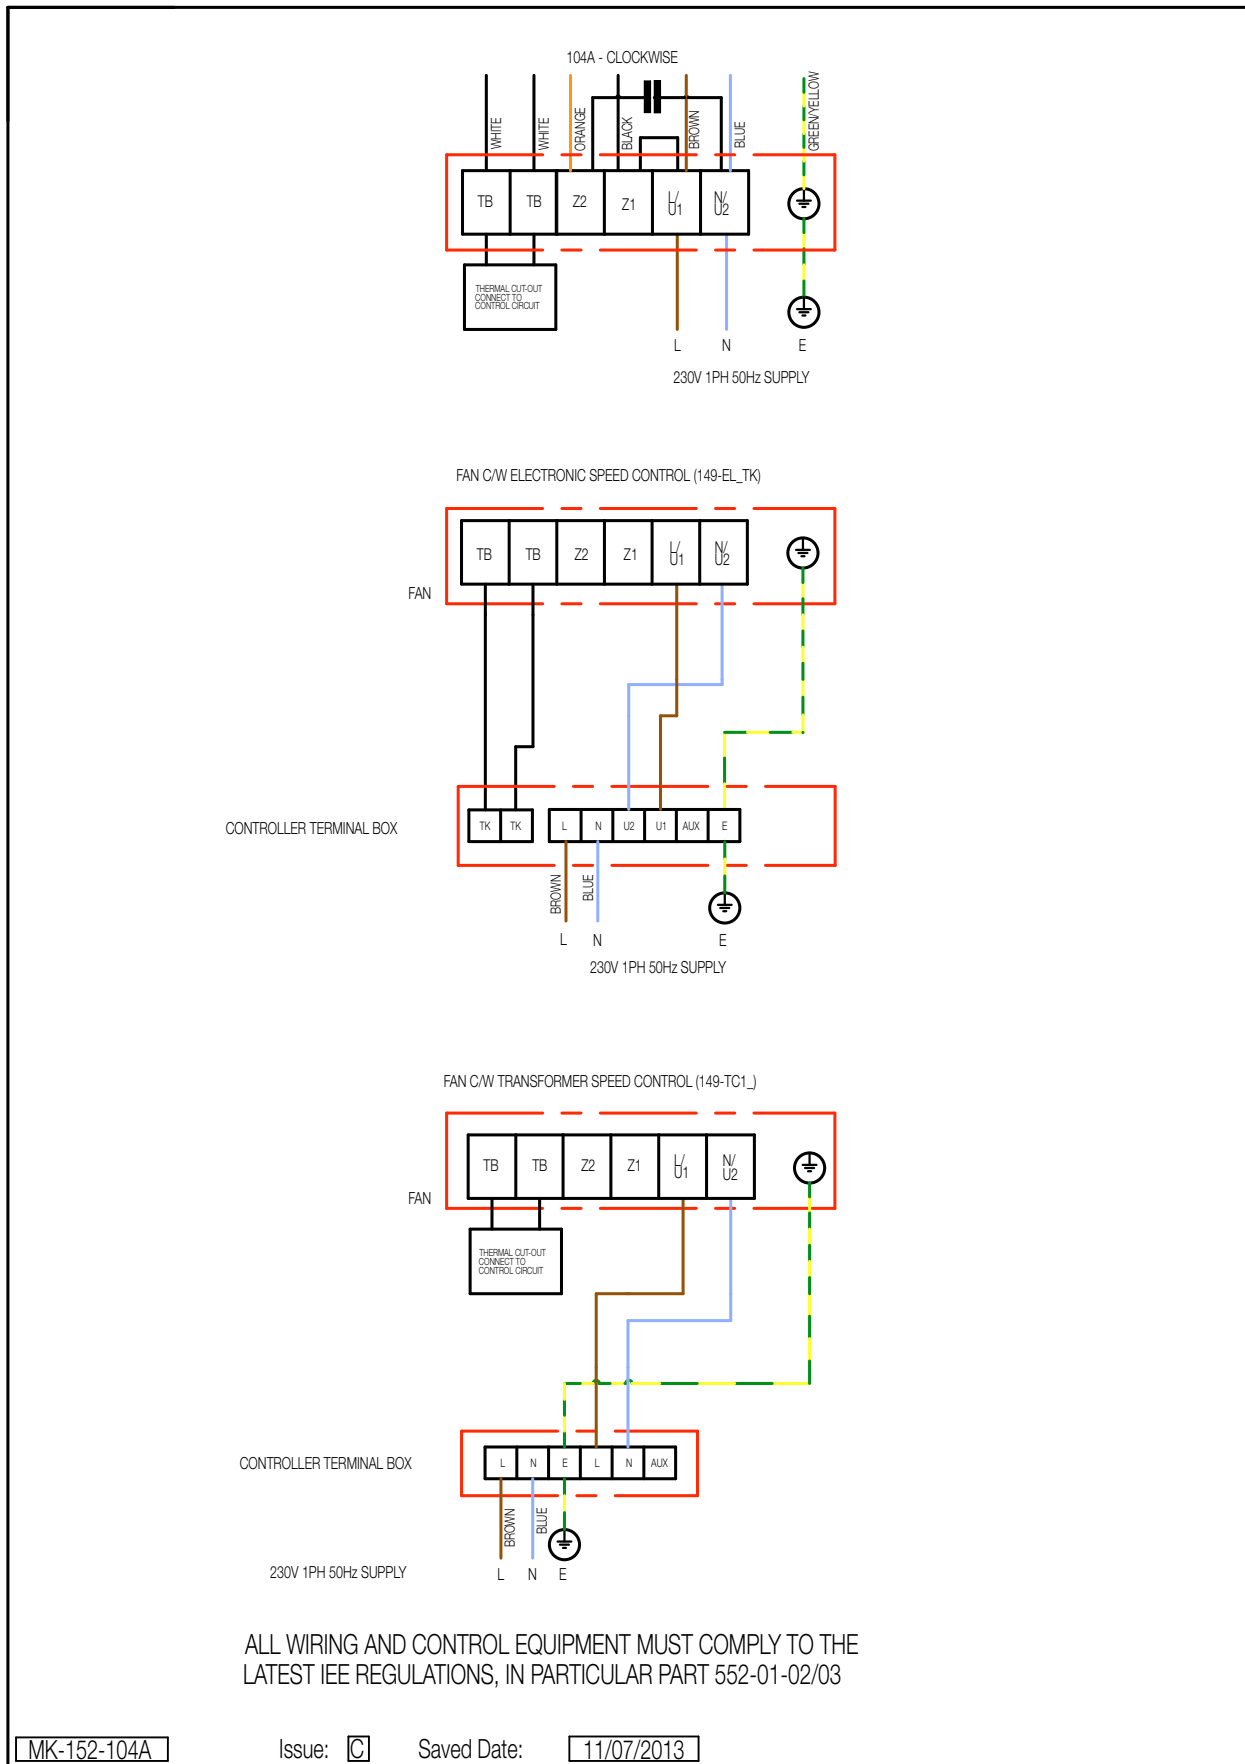 104A - CLOCKWISE
WHITE
WHITE
ORANGE
BLACK
BROWN
BLUE
GREEN/YELLOW
TB
TB
Z2
Z1
L/
U1
N/
U2
THERMAL CUT-OUT
CONNECT TO
CONTROL CIRCUIT
L
N
E
230V 1PH 50Hz SUPPLY
FAN C/W ELECTRONIC SPEED CONTROL (149-EL_TK)
TB
TB
Z2
Z1
L/
U1
N/
U2
FAN
CONTROLLER TERMINAL BOX
TK
TK
L
N
U2
U1
AUX
E
BROWN
BLUE
L
N
E
230V 1PH 50Hz SUPPLY
FAN C/W TRANSFORMER SPEED CONTROL (149-TC1_)
TB
TB
Z2
Z1
L/
U1
N/
U2
FAN
THERMAL CUT-OUT
CONNECT TO
CONTROL CIRCUIT
CONTROLLER TERMINAL BOX
L
N
E
L
N
AUX
BROWN
BLUE
230V 1PH 50Hz SUPPLY
L
N
E
ALL WIRING AND CONTROL EQUIPMENT MUST COMPLY TO THE
LATEST IEE REGULATIONS, IN PARTICULAR PART 552-01-02/03
MK-152-104A
Issue: C
Saved Date: 11/07/2013